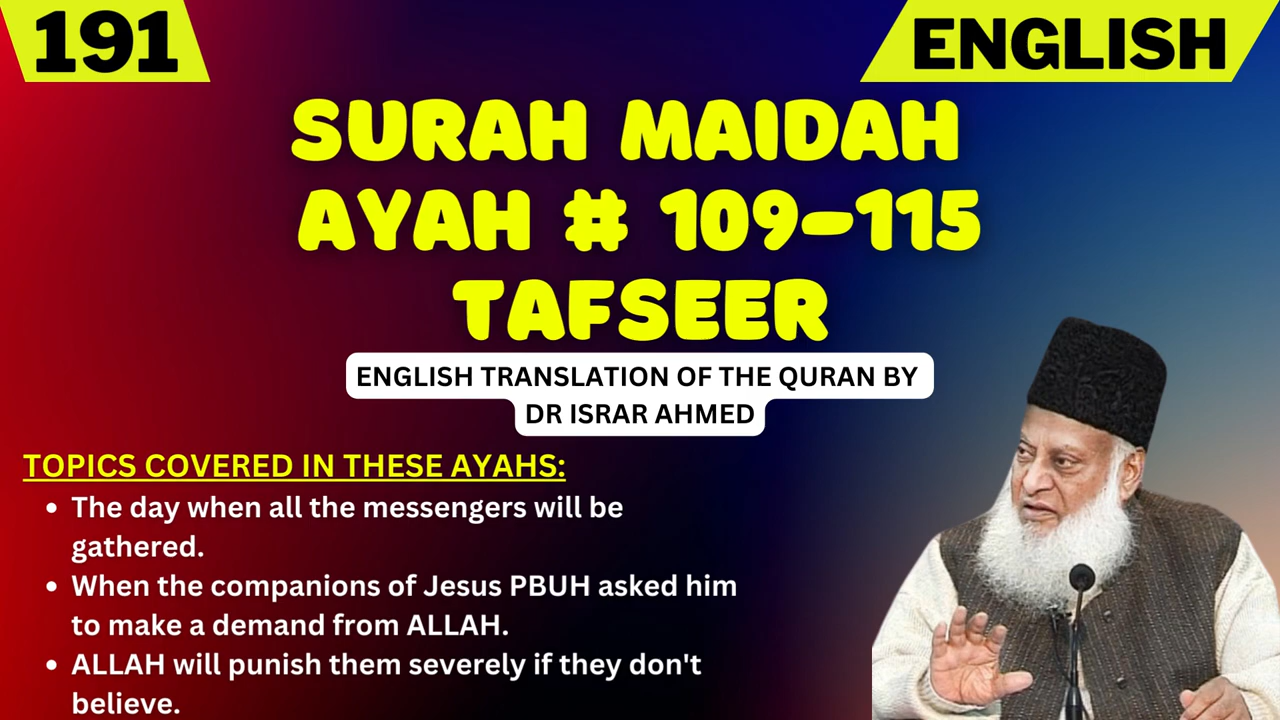 191
ENGLISH
SURAH MAIDAH
AYAH # 109-115
TAFSEER
ENGLISH TRANSLATION OF THE QURAN BY
DR ISRAR AHMED
TOPICS COVERED IN THESE AYAHS:
• The day when all the messengers will be
gathered.
• When the companions of Jesus PBUH asked him
to make a demand from ALLAH.
• ALLAH will punish them severely if they don't
believe.